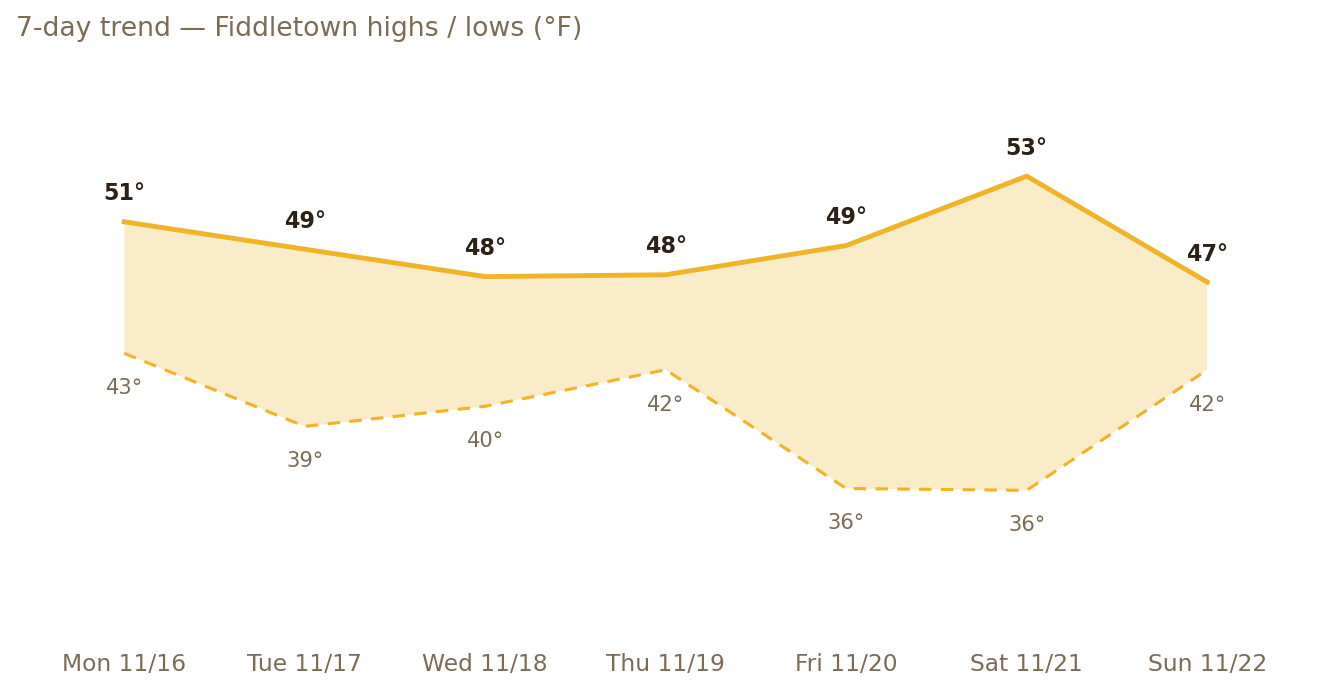 7-day trend — Fiddletown highs / lows (°F)
51° 49° 48° 48° 49° 53° 47°
43° 39° 40° 42° 36° 36° 42°
Mon 11/16 Tue 11/17 Wed 11/18 Thu 11/19 Fri 11/20 Sat 11/21 Sun 11/22